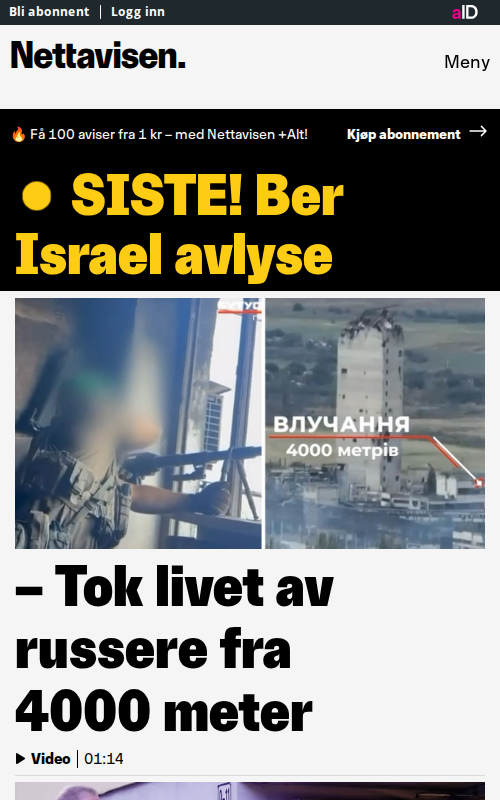 Bli abonnent | Logg inn
aID
Nettavisen.
Meny
🔥 Få 100 aviser fra 1 kr – med Nettavisen +Alt!
Kjøp abonnement →
SISTE! Ber
Israel avlyse
ВЛУЧАННЯ
4000 метрів
– Tok livet av
russere fra
4000 meter
Video | 01:14